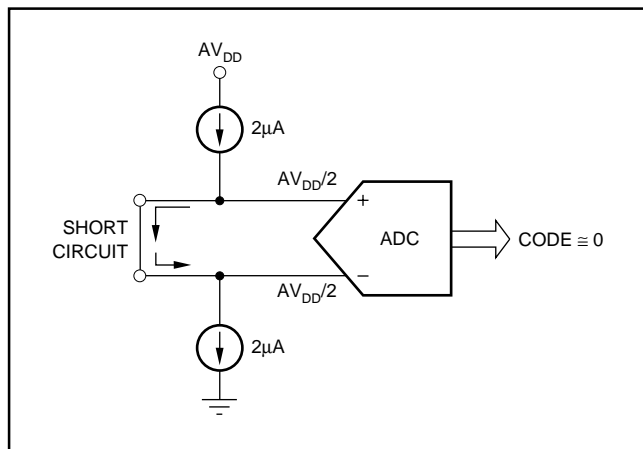 AVDD
2μA
AVDD/2
+
SHORT
CIRCUIT
ADC
CODE ≅ 0
−
AVDD/2
2μA